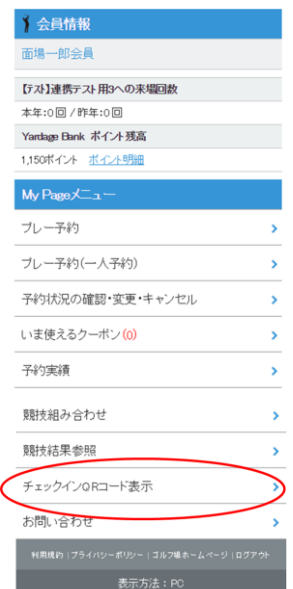 会員情報
面場一郎会員
【テスト】連携テスト用3への来場回数
本年:0回 / 昨年:0回
Yardage Bank ポイント残高
1,150ポイント ポイント明細
My Pageメニュー
プレー予約
プレー予約(一人予約)
予約状況の確認・変更・キャンセル
いま使えるクーポン(0)
予約実績
競技組み合わせ
競技結果参照
チェックインQRコード表示
お問い合わせ
利用規約 | プライバシーポリシー | ゴルフ場ホームページ | ログアウト
表示方法：PC